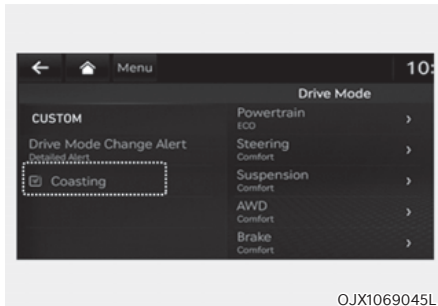 Menu
10:
Drive Mode
CUSTOM
Drive Mode Change Alert
Detailed Alert
Coasting
Powertrain
ECO
Steering
Comfort
Suspension
Comfort
AWD
Comfort
Brake
Comfort
OJX1069045L